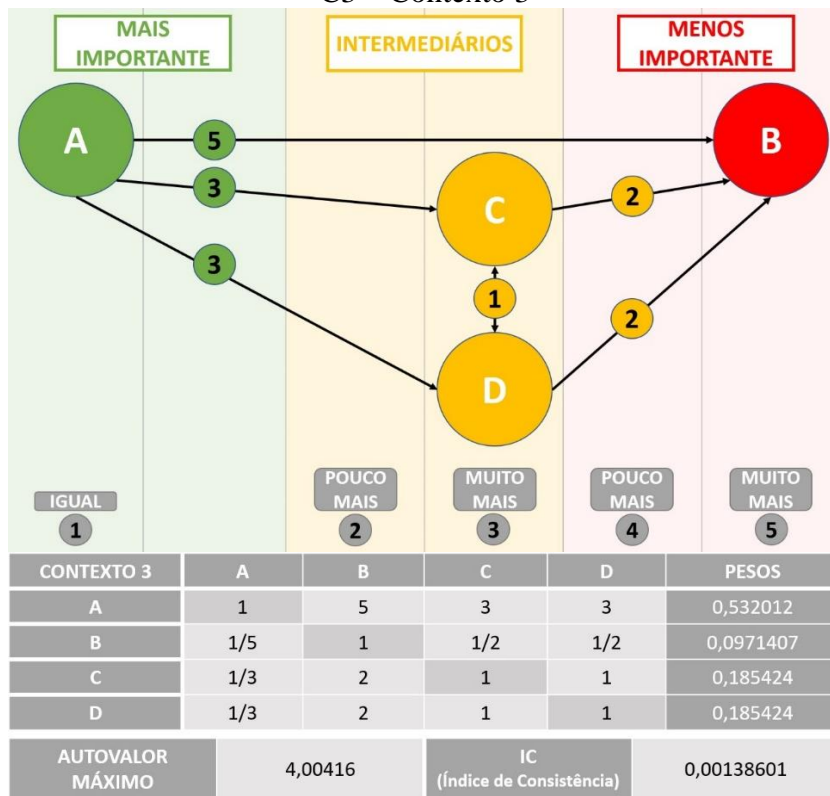 C3 – Contexto 3
MAIS
IMPORTANTE
INTERMEDIÁRIOS
MENOS
IMPORTANTE
A
5
B
3
C
2
3
1
2
D
IGUAL
POUCO
MAIS
MUITO
MAIS
POUCO
MAIS
MUITO
MAIS
1 2 3 4 5
CONTEXTO 3 A B C D PESOS
A 1 5 3 3 0,532012
B 1/5 1 1/2 1/2 0,0971407
C 1/3 2 1 1 0,185424
D 1/3 2 1 1 0,185424
AUTOVALOR
MÁXIMO
4,00416
IC
(Índice de Consistência)
0,00138601